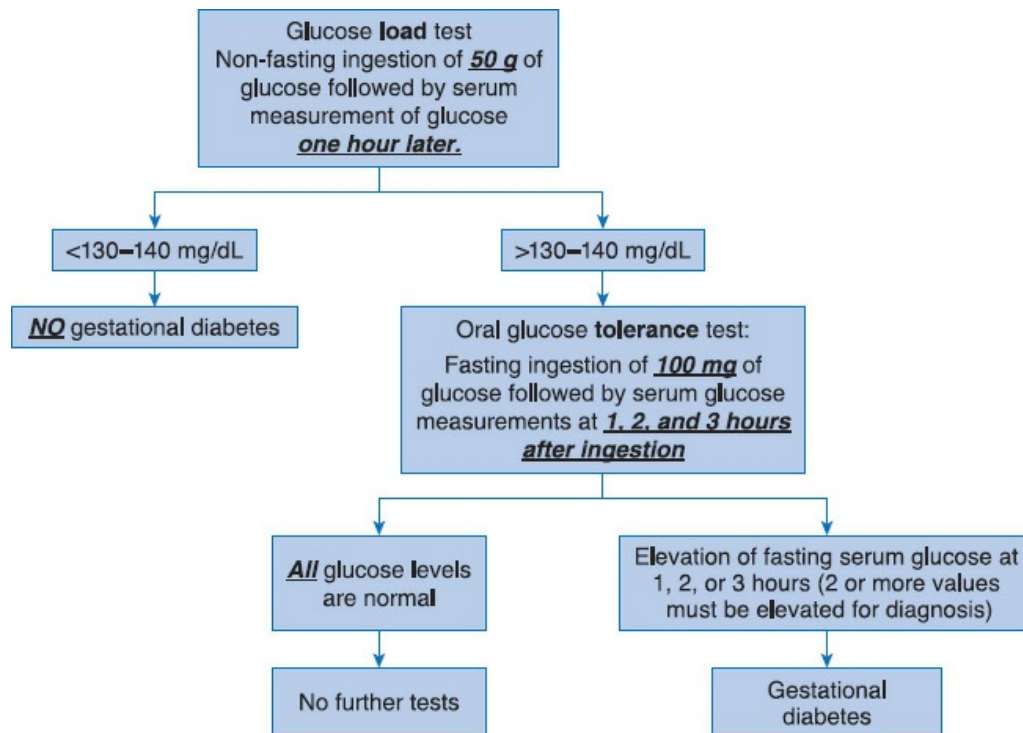 Glucose load test
Non-fasting ingestion of 50 g of
glucose followed by serum
measurement of glucose
one hour later.
<130–140 mg/dL
>130–140 mg/dL
NO gestational diabetes
Oral glucose tolerance test:
Fasting ingestion of 100 mg of
glucose followed by serum glucose
measurements at 1, 2, and 3 hours
after ingestion
All glucose levels
are normal
Elevation of fasting serum glucose at
1, 2, or 3 hours (2 or more values
must be elevated for diagnosis)
No further tests
Gestational
diabetes